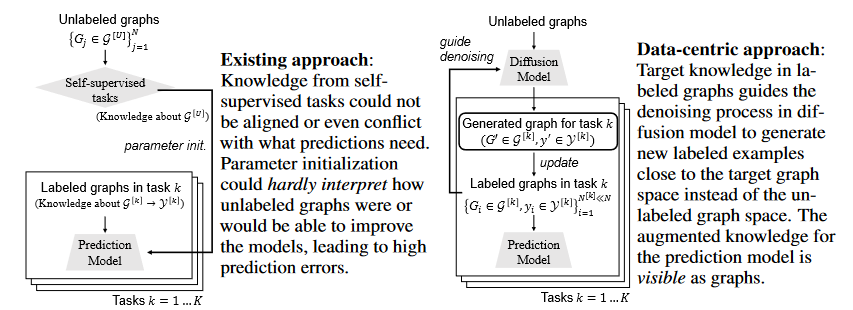 Unlabeled graphs
{G_j ∈ 𝒢^[U]}_{j=1}^N
Self-supervised
tasks
(Knowledge about 𝒢^[U])
parameter init.
Labeled graphs in task k
(Knowledge about 𝒢^[k] → 𝒴^[k])
Prediction
Model
Tasks k = 1 … K
Existing approach:
Knowledge from self-
supervised tasks could not
be aligned or even conflict
with what predictions need.
Parameter initialization
could hardly interpret how
unlabeled graphs were or
would be able to improve
the models, leading to high
prediction errors.
Unlabeled graphs
guide
denoising
Diffusion
Model
Generated graph for task k
(G′ ∈ 𝒢^[k], y′ ∈ 𝒴^[k])
update
Labeled graphs in task k
{G_i ∈ 𝒢^[k], y_i ∈ 𝒴^[k]}_{i=1}^{N^[k] ≪ N}
Prediction
Model
Tasks k = 1 … K
Data-centric approach:
Target knowledge in la-
beled graphs guides the
denoising process in dif-
fusion model to generate
new labeled examples
close to the target graph
space instead of the un-
labeled graph space. The
augmented knowledge for
the prediction model is
visible as graphs.